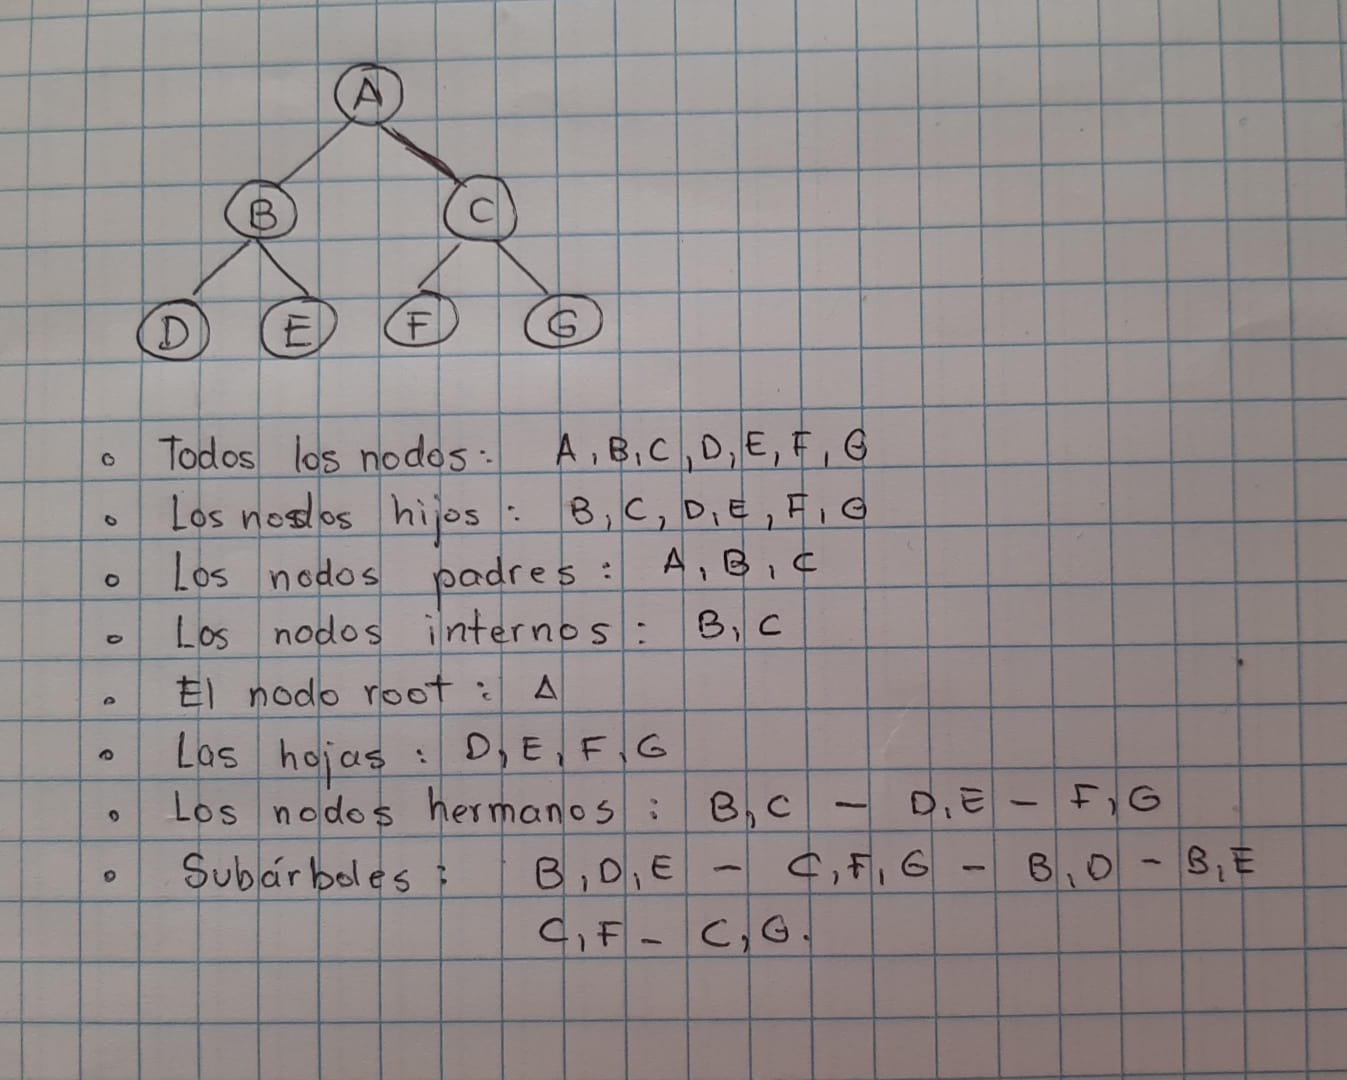 A
B C
D E F G
Todos los nodos: A, B, C, D, E, F, G
Los nodos hijos: B, C, D, E, F, G
Los nodos padres: A, B, C
Los nodos internos: B, C
El nodo root: A
Las hojas: D, E, F, G
Los nodos hermanos: B, C - D, E - F, G
Subárboles: B, D, E - C, F, G - B, D - B, E
C, F - C, G.